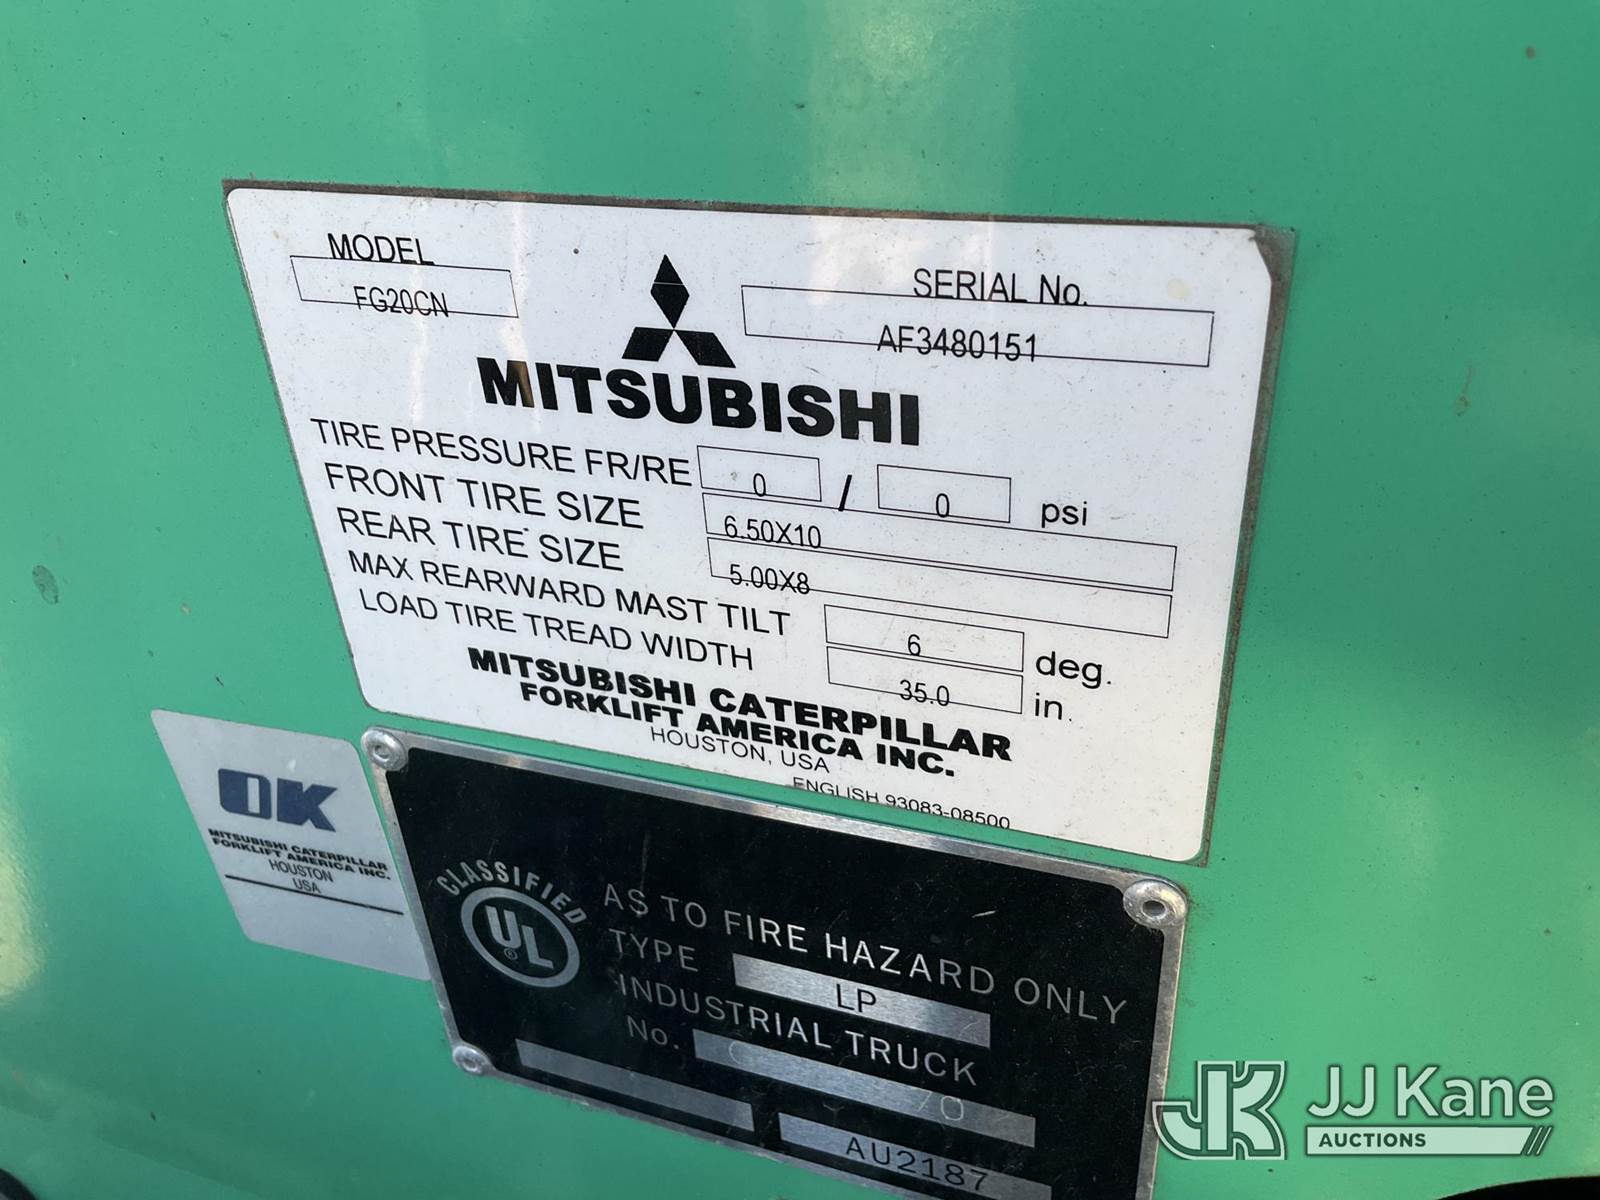 MODEL
FG20CN
SERIAL No.
AF3480151
MITSUBISHI
TIRE PRESSURE FR/RE 0 / 0 psi
FRONT TIRE SIZE 6.50X10
REAR TIRE SIZE 5.00X8
MAX REARWARD MAST TILT 6 deg.
LOAD TIRE TREAD WIDTH 35.0 in.
MITSUBISHI CATERPILLAR
FORKLIFT AMERICA INC.
HOUSTON, USA
ENGLISH 93083-08500
OK
MITSUBISHI CATERPILLAR
FORKLIFT AMERICA INC.
HOUSTON
USA
CLASSIFIED
UL ®
AS TO FIRE HAZARD ONLY
TYPE LP
INDUSTRIAL TRUCK
No.
AU2187
JK JJ Kane
AUCTIONS